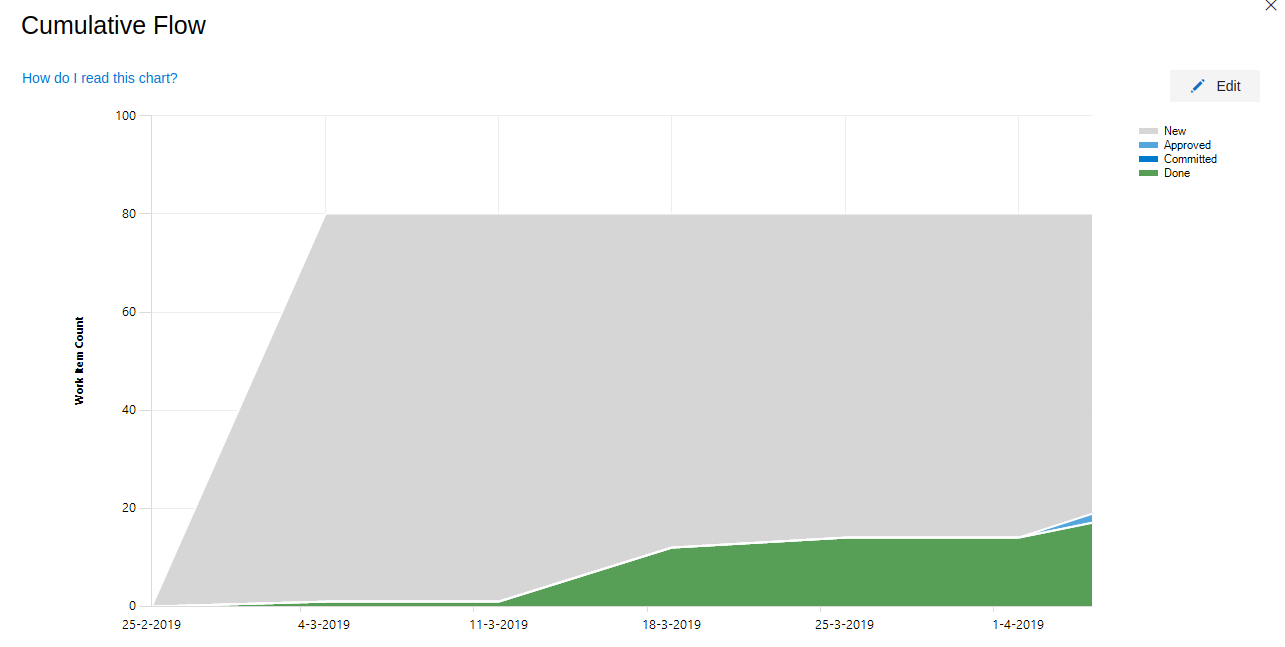 Cumulative Flow
How do I read this chart?
Edit
New
Approved
Committed
Done
100
80
60
40
20
0
Work Item Count
25-2-2019
4-3-2019
11-3-2019
18-3-2019
25-3-2019
1-4-2019